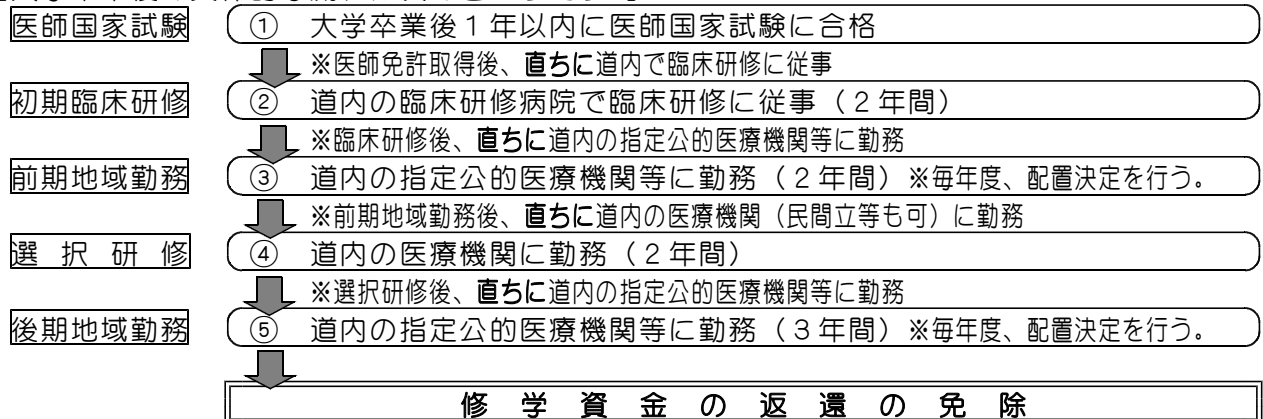 医師国家試験 ① 大学卒業後1年以内に医師国家試験に合格
※医師免許取得後、直ちに道内で臨床研修に従事
初期臨床研修 ② 道内の臨床研修病院で臨床研修に従事（2年間）
※臨床研修後、直ちに道内の指定公的医療機関等に勤務
前期地域勤務 ③ 道内の指定公的医療機関等に勤務（2年間）※毎年度、配置決定を行う。
※前期地域勤務後、直ちに道内の医療機関（民間立等も可）に勤務
選択研修 ④ 道内の医療機関に勤務（2年間）
※選択研修後、直ちに道内の指定公的医療機関等に勤務
後期地域勤務 ⑤ 道内の指定公的医療機関等に勤務（3年間）※毎年度、配置決定を行う。
修学資金の返還の免除